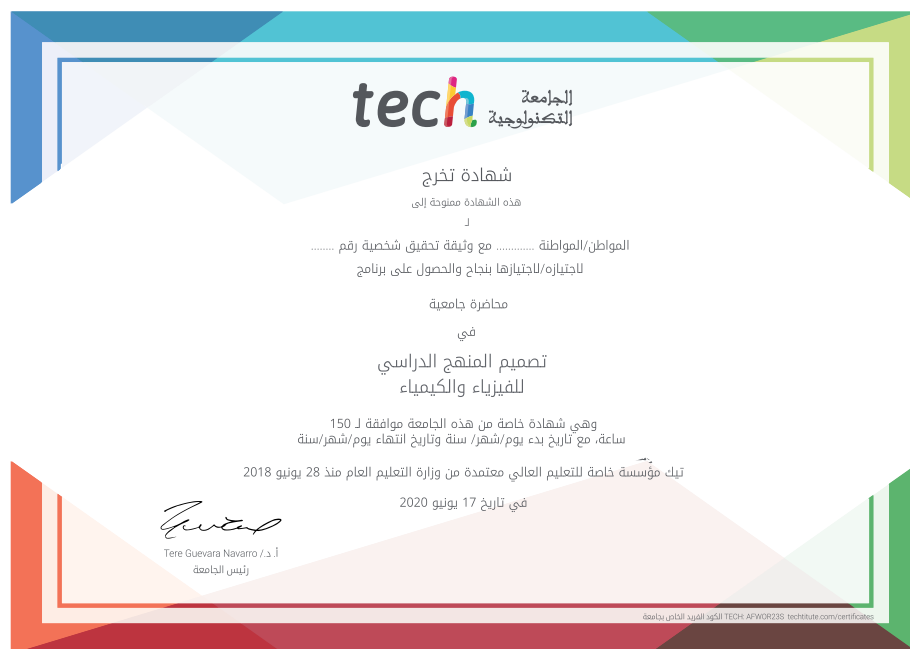 tech الجامعة
التكنولوجية
شهادة تخرج
هذه الشهادة ممنوحة إلى
لـ
المواطن/المواطنة ............. مع وثيقة تحقيق شخصية رقم ........
لاجتيازه/لاجتيازها بنجاح والحصول على برنامج
محاضرة جامعية
في
تصميم المنهج الدراسي
للفيزياء والكيمياء
وهي شهادة خاصة من هذه الجامعة موافقة لـ 150
ساعة، مع تاريخ بدء يوم/شهر/ سنة وتاريخ انتهاء يوم/شهر/سنة
تيك مؤسسة خاصة للتعليم العالي معتمدة من وزارة التعليم العام منذ 28 يونيو 2018
في تاريخ 17 يونيو 2020
أ. د./ Tere Guevara Navarro
رئيس الجامعة
الكود الفريد الخاص بجامعة TECH: AFWOR23S techtitute.com/certificates